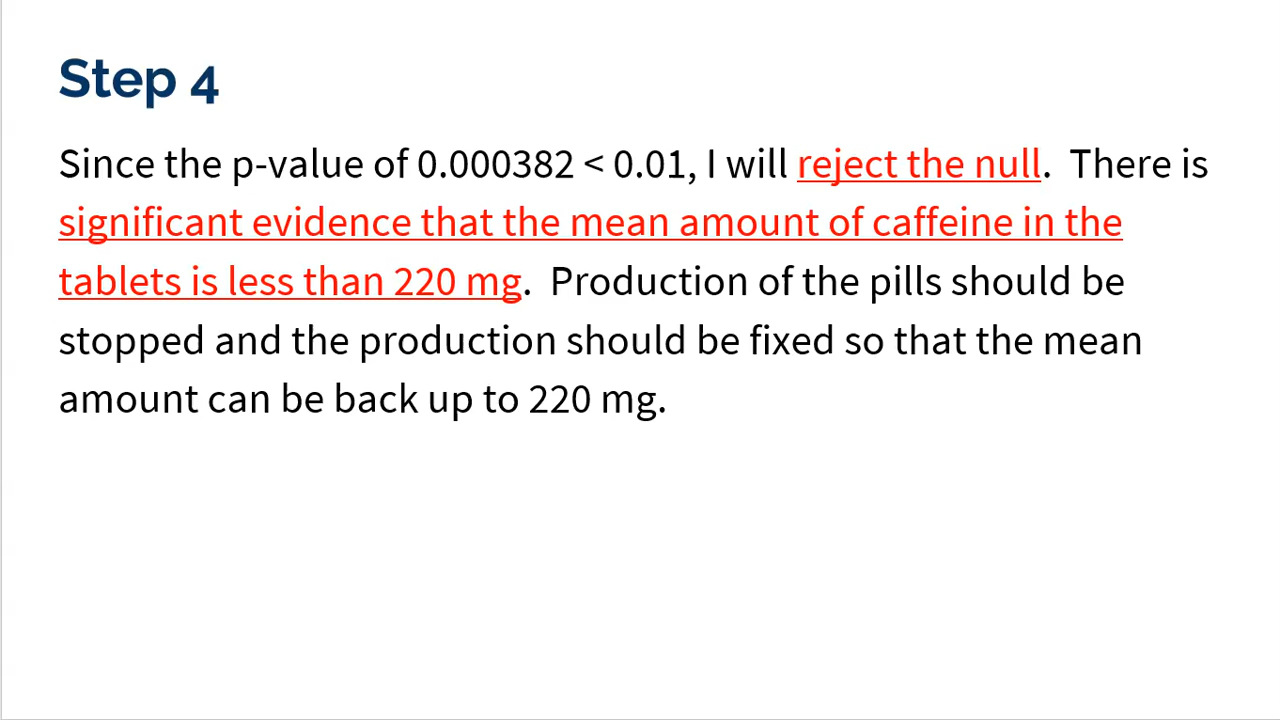 Step 4
Since the p-value of 0.000382 < 0.01, I will reject the null.  There is
significant evidence that the mean amount of caffeine in the
tablets is less than 220 mg.  Production of the pills should be
stopped and the production should be fixed so that the mean
amount can be back up to 220 mg.